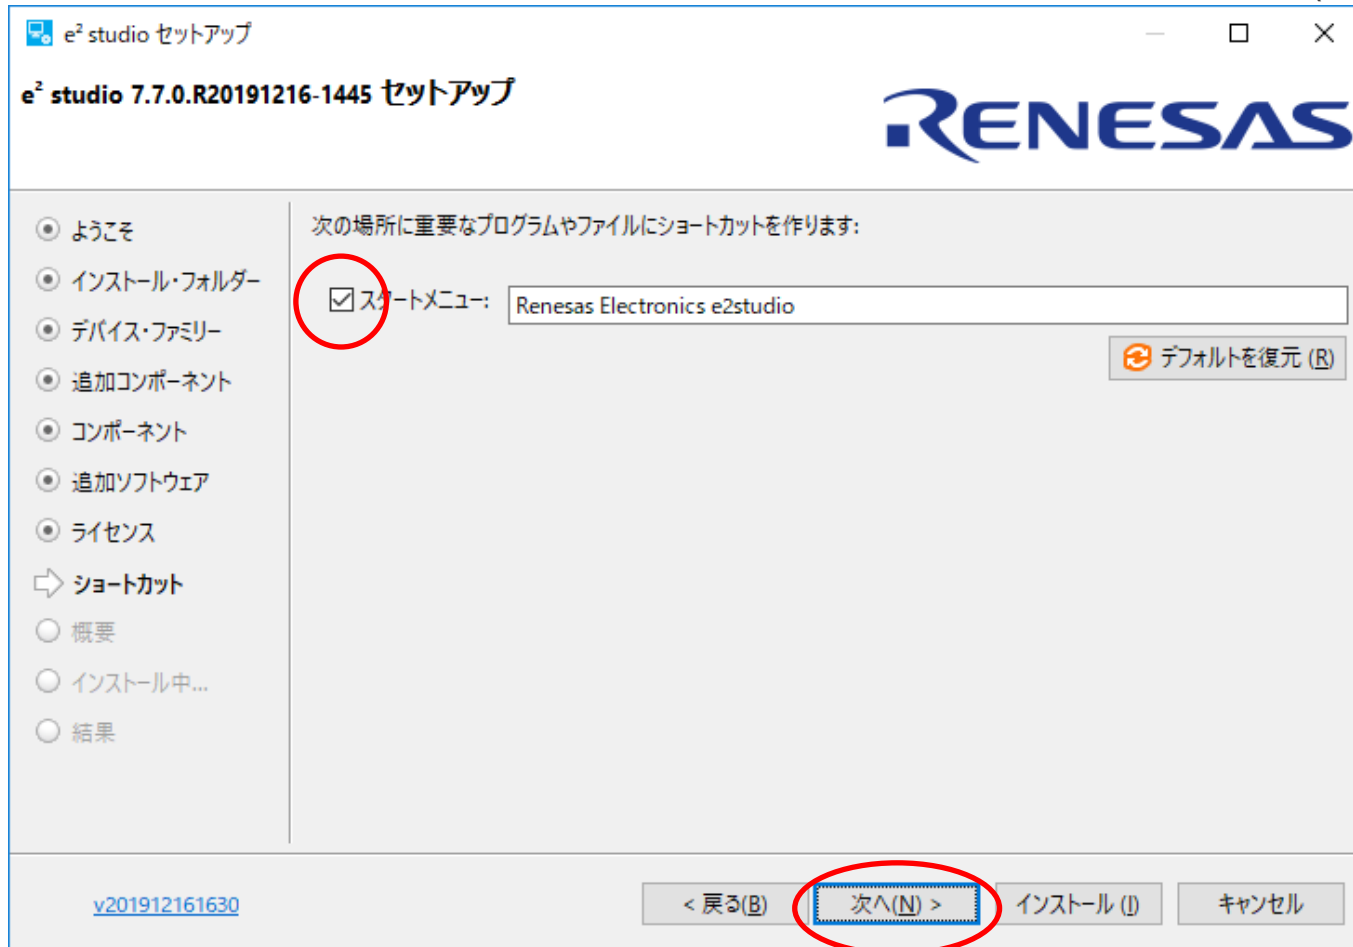 e² studio セットアップ
e² studio 7.7.0.R20191216-1445 セットアップ
RENESAS
ようこそ
インストール・フォルダー
デバイス・ファミリー
追加コンポーネント
コンポーネント
追加ソフトウェア
ライセンス
ショートカット
概要
インストール中...
結果
次の場所に重要なプログラムやファイルにショートカットを作ります:
スタートメニュー: Renesas Electronics e2studio
デフォルトを復元 (R)
v201912161630
< 戻る(B) 次へ(N) > インストール (I) キャンセル